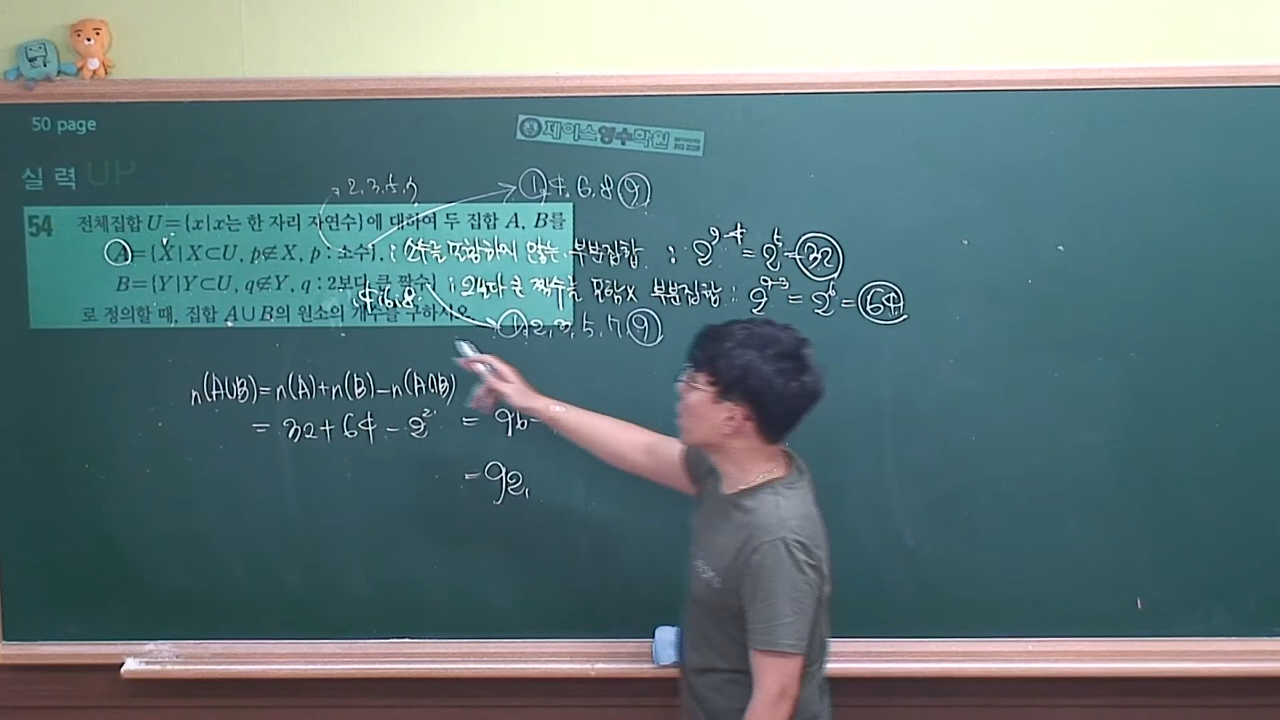 50 page
제이스영수학원
실력 UP
: 2, 3, 5, 7
1, 4, 6, 8, 9
54 전체집합 U={x|x는 한 자리 자연수}에 대하여 두 집합 A, B를
A={X|X⊂U, p∉X, p : 소수}, : 소수를 포함하지 않는 부분집합 : 2^{9-4} = 2^5 = 32
B={Y|Y⊂U, q∉Y, q : 2보다 큰 짝수} : 2보다 큰 짝수를 포함X 부분집합 : 2^{9-3} = 2^6 = 64
4, 6, 8
로 정의할 때, 집합 A∪B의 원소의 개수를 구하시오.
1, 2, 3, 5, 7, 9
n(A∪B) = n(A)+n(B)-n(A∩B)
= 32+64-2^2 = 96-
= 92.